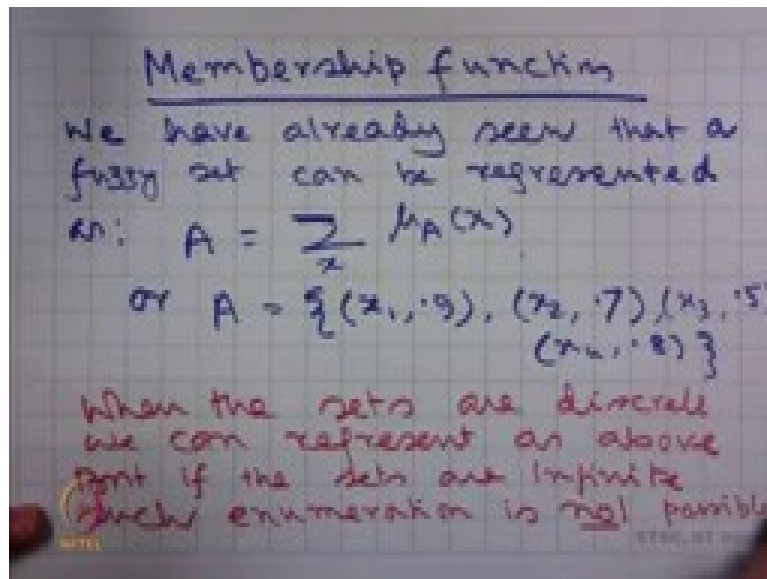 Membership function
We have already seen that a
fuzzy set can be represented
as: A = Σ μA(x)
x
or A = {(x1, .9), (x2, .7), (x3, .5)
(x4, .8)}
When the sets are discrete
we can represent as above
but if the sets are infinite
such enumeration is not possible
NPTEL